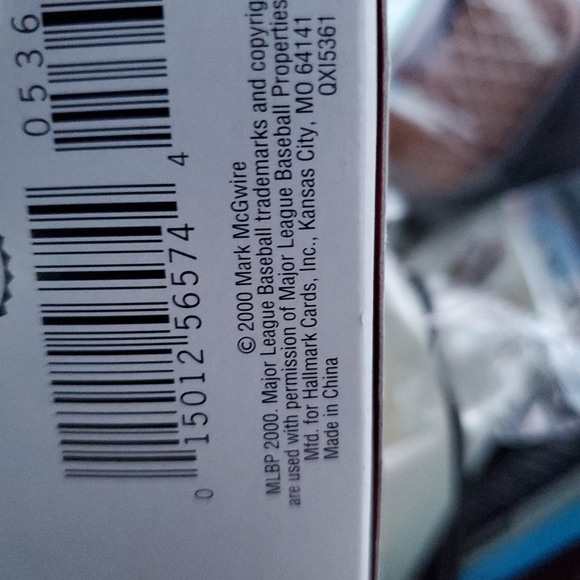 0 15012 56574 4
0536
© 2000 Mark McGwire
MLBP 2000. Major League Baseball trademarks and copyrig
are used with permission of Major League Baseball Properties
Mfd. for Hallmark Cards, Inc., Kansas City, MO 64141
Made in China
QXI5361